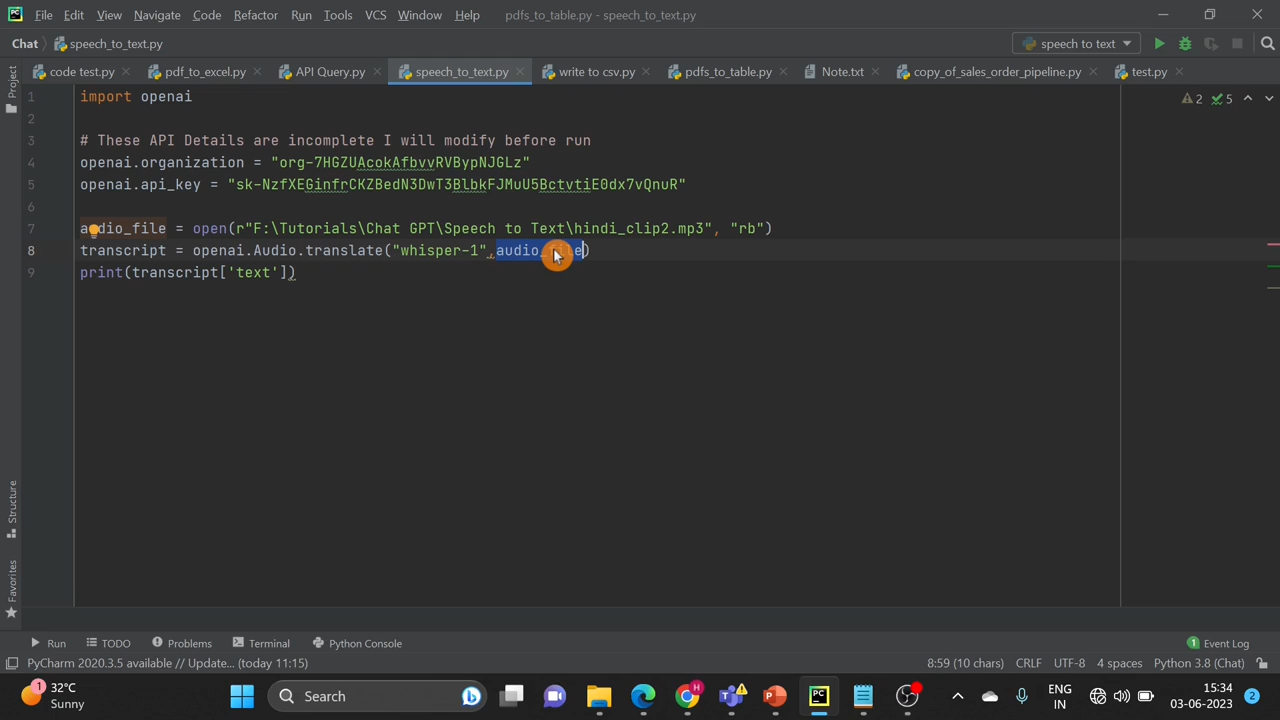 File Edit View Navigate Code Refactor Run Tools VCS Window Help pdfs_to_table.py - speech_to_text.py
Chat speech_to_text.py speech to text
code test.py pdf_to_excel.py API Query.py speech_to_text.py write to csv.py pdfs_to_table.py Note.txt copy_of_sales_order_pipeline.py test.py
Project
1 import openai 2 5
2
3 # These API Details are incomplete I will modify before run
4 openai.organization = "org-7HGZUAcokAfbvvRVBypNJGLz"
5 openai.api_key = "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"
6
7 audio_file = open(r"F:\Tutorials\Chat GPT\Speech to Text\hindi_clip2.mp3", "rb")
8 transcript = openai.Audio.translate("whisper-1",audio_file)
9 print(transcript['text'])
Structure
Favorites
Run TODO Problems Terminal Python Console 1 Event Log
PyCharm 2020.3.5 available // Update... (today 11:15) 8:59 (10 chars) CRLF UTF-8 4 spaces Python 3.8 (Chat)
1 32°C
Sunny
Search
H
PC
ENG
IN
15:34
03-06-2023
2